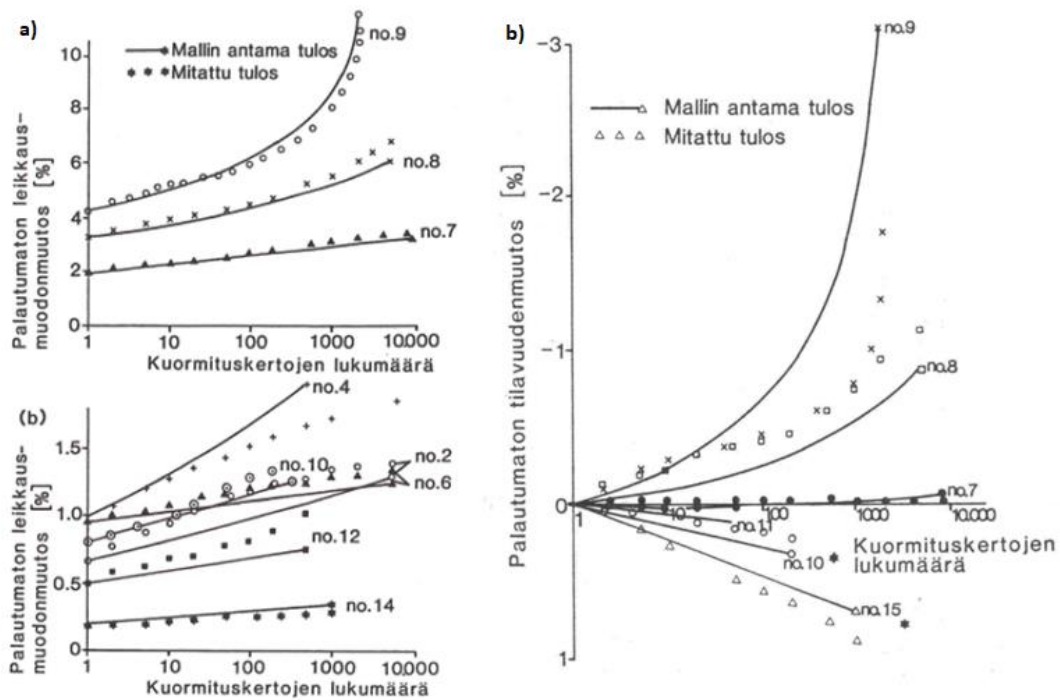 a)
Palautumaton leikkaus-
muodonmuutos [%]
10
8
6
4
2
0
Mallin antama tulos
Mitattu tulos
no.9
no.8
no.7
1 10 100 1000 10.000
Kuormituskertojen lukumäärä
(b)
Palautumaton leikkaus-
muodonmuutos [%]
1.5
1.0
0.5
0
no.4
no.10
no.2
no.6
no.12
no.14
1 10 100 1000 10.000
Kuormituskertojen lukumäärä
b)
Palautumaton tilavuudenmuutos [%]
-3
-2
-1
0
1
no.9
Mallin antama tulos
Mitattu tulos
no.8
no.7
1 10 100 1000 10.000
no.11
no.10
Kuormituskertojen
lukumäärä
no.15